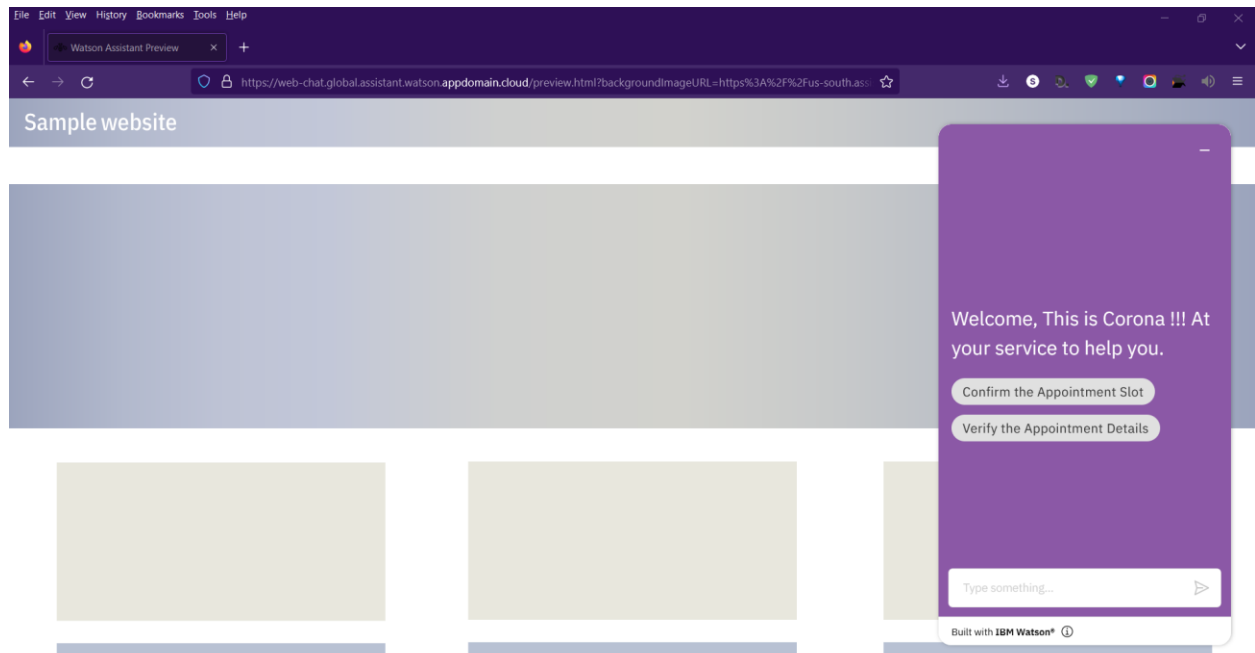 File Edit View History Bookmarks Tools Help
Watson Assistant Preview
https://web-chat.global.assistant.watson.appdomain.cloud/preview.html?backgroundImageURL=https%3A%2F%2Fus-south.ass
Sample website
Welcome, This is Corona !!! At
your service to help you.
Confirm the Appointment Slot
Verify the Appointment Details
Type something...
Built with IBM Watson®